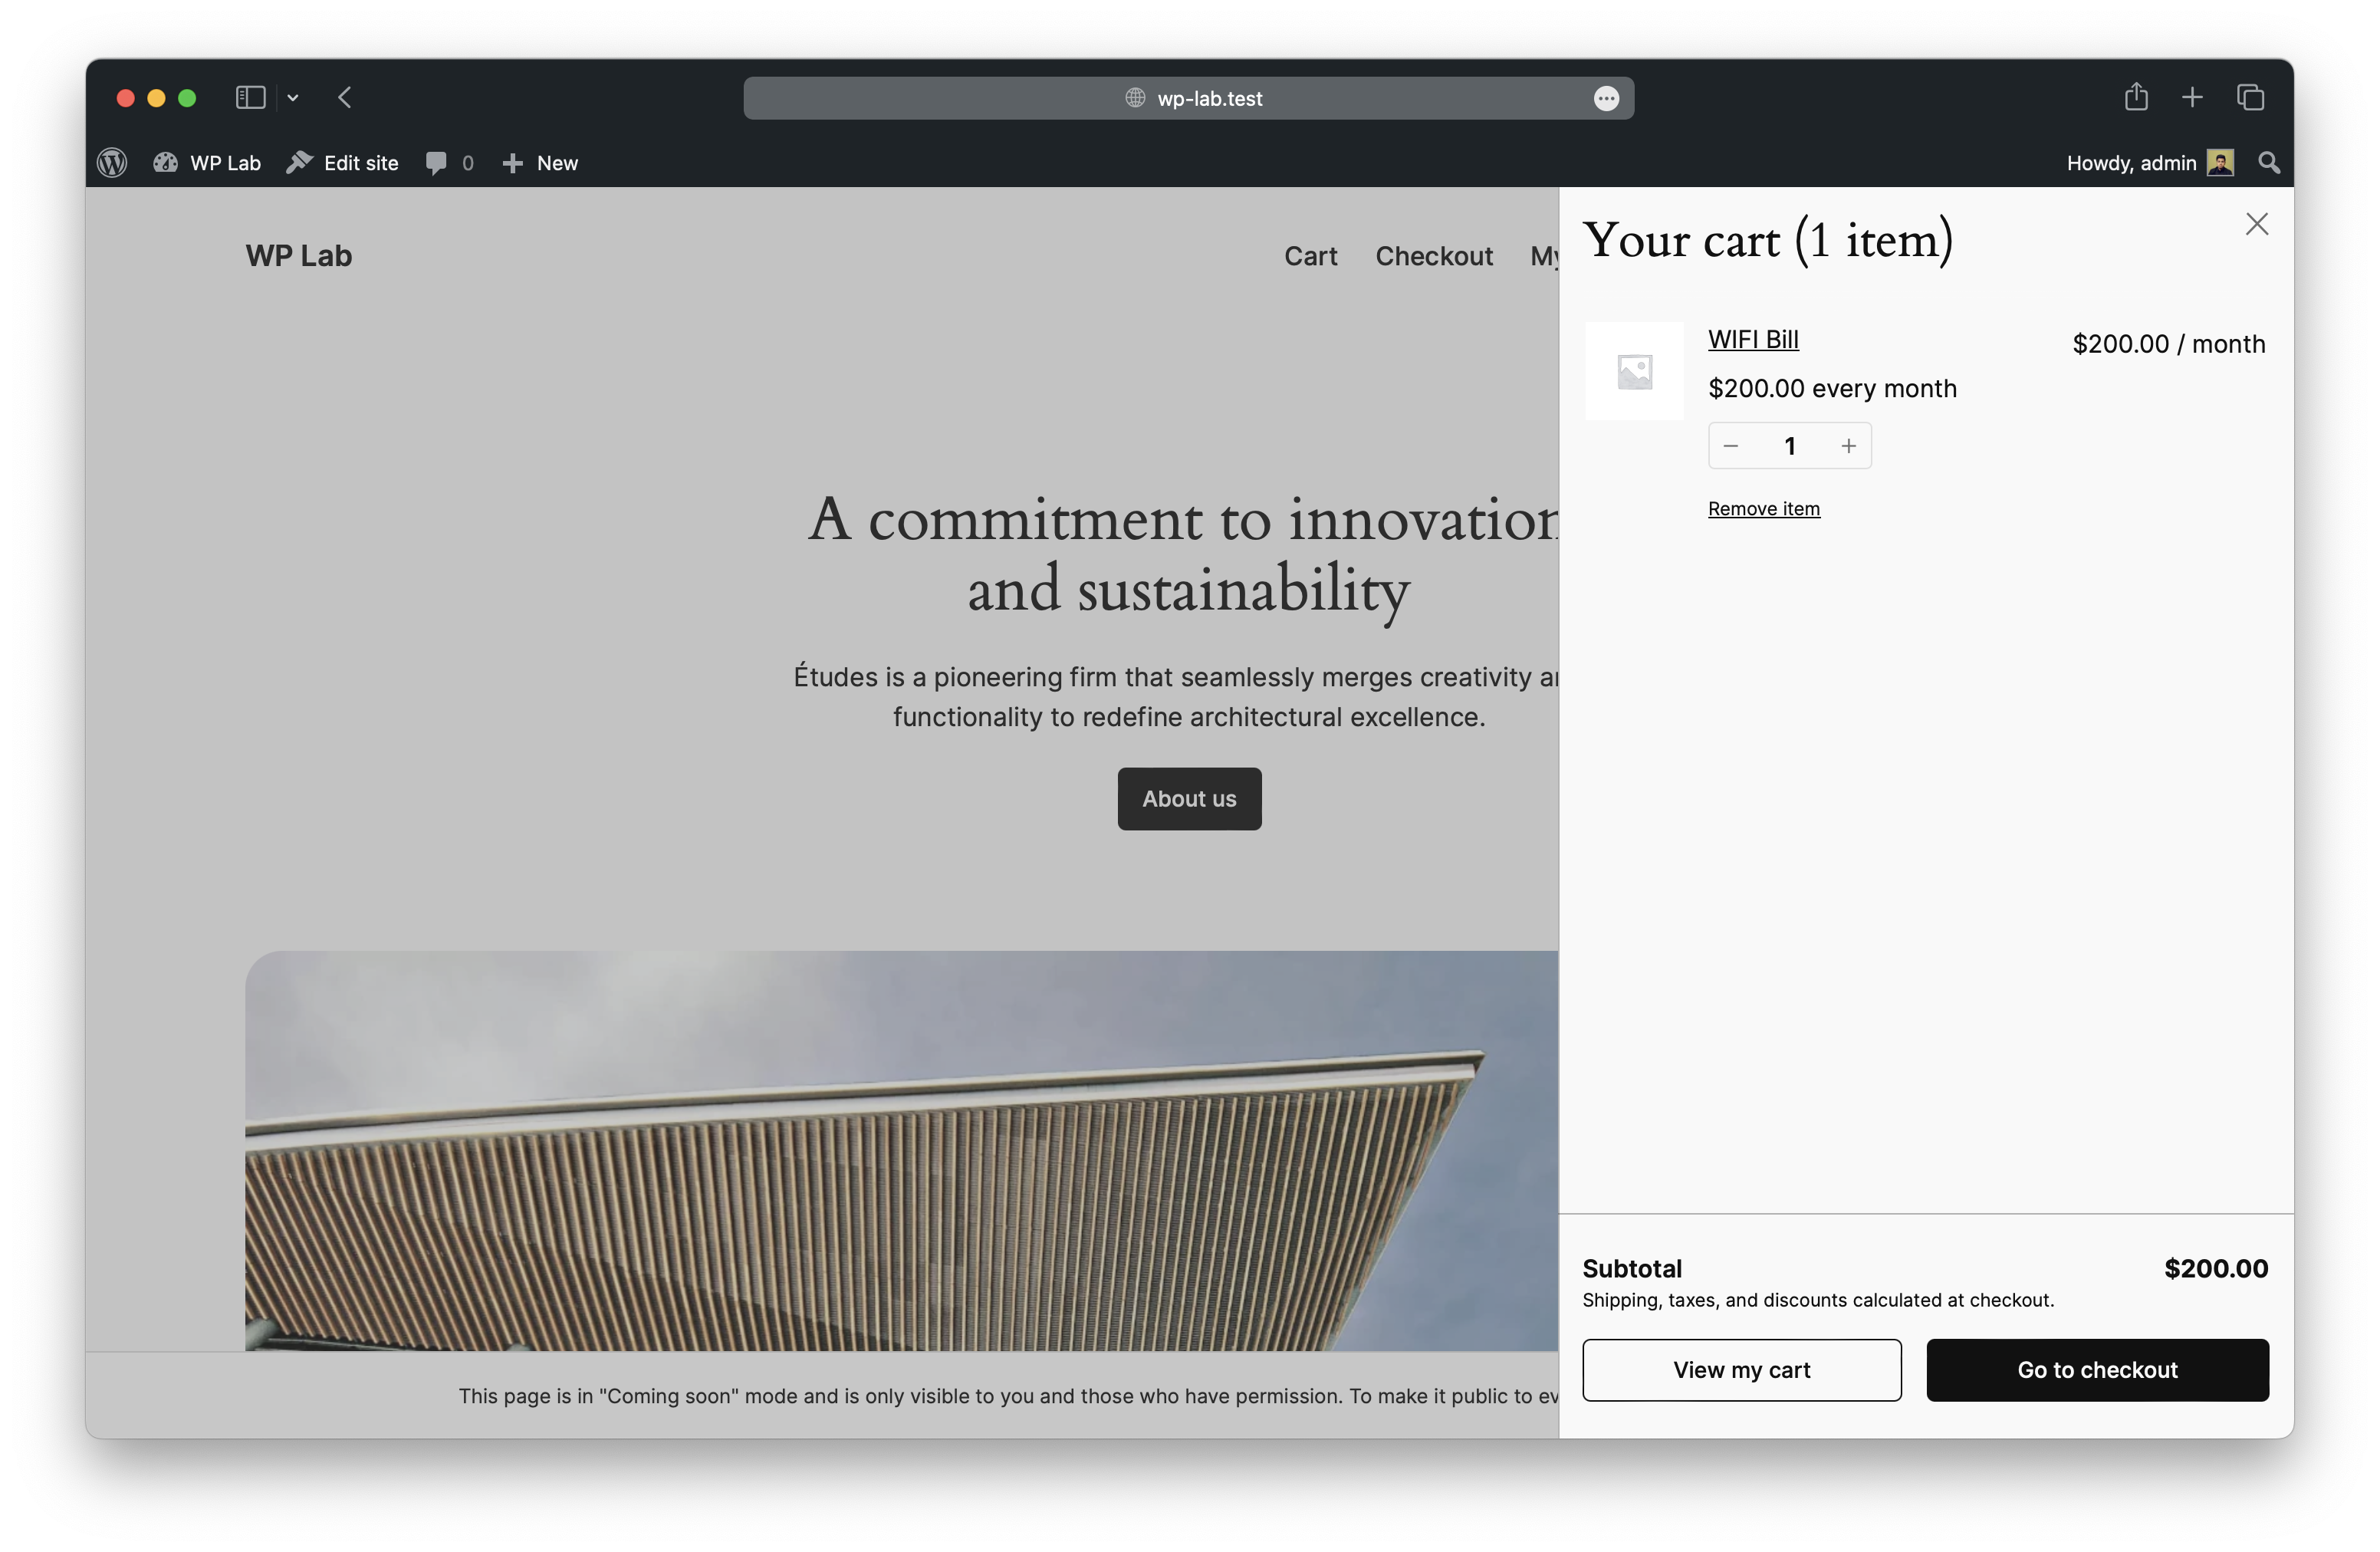 wp-lab.test
WP Lab Edit site 0 New Howdy, admin
WP Lab Cart Checkout My
A commitment to innovation
and sustainability
Études is a pioneering firm that seamlessly merges creativity
functionality to redefine architectural excellence.
About us
This page is in "Coming soon" mode and is only visible to you and those who have permission. To make it public to
Your cart (1 item)
WIFI Bill $200.00 / month
$200.00 every month
− 1 +
Remove item
Subtotal $200.00
Shipping, taxes, and discounts calculated at checkout.
View my cart Go to checkout